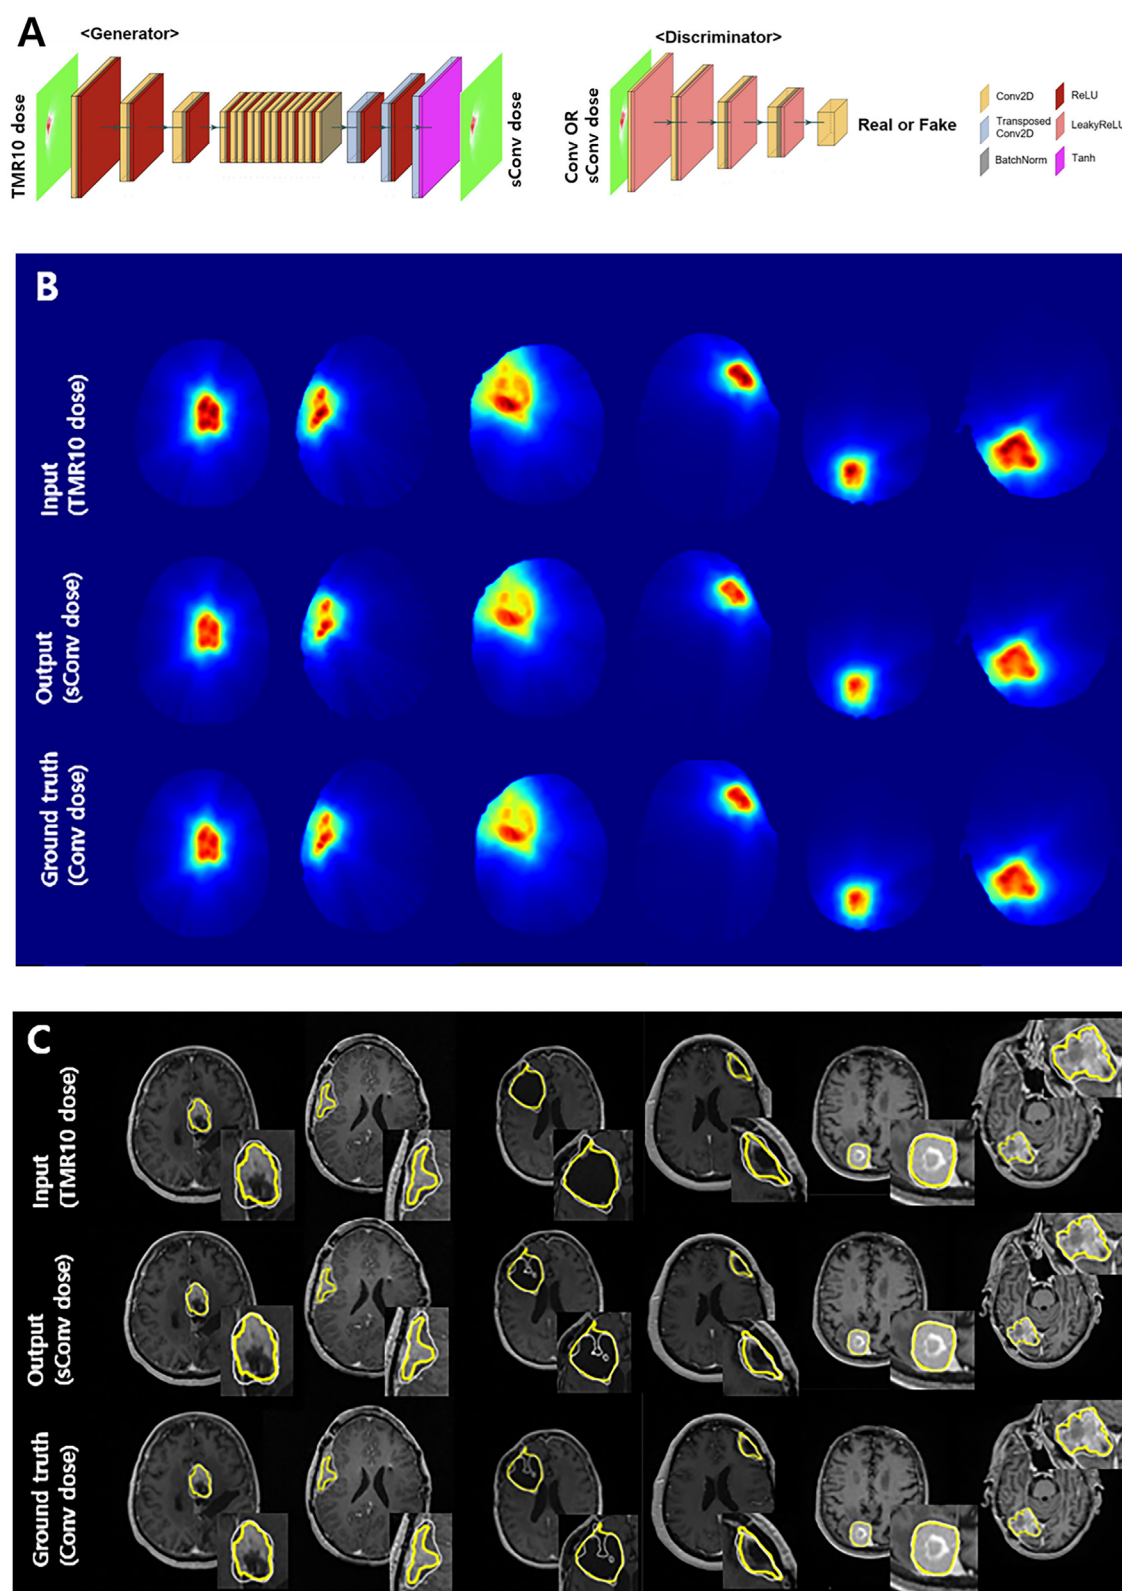 A
<Generator>
<Discriminator>
TMR10 dose
sConv dose
Conv OR
sConv dose
Real or Fake
Conv2D
ReLU
Transposed
Conv2D
LeakyReLU
BatchNorm
Tanh
B
Input
(TMR10 dose)
Output
(sConv dose)
Ground truth
(Conv dose)
C
Input
(TMR10 dose)
Output
(sConv dose)
Ground truth
(Conv dose)